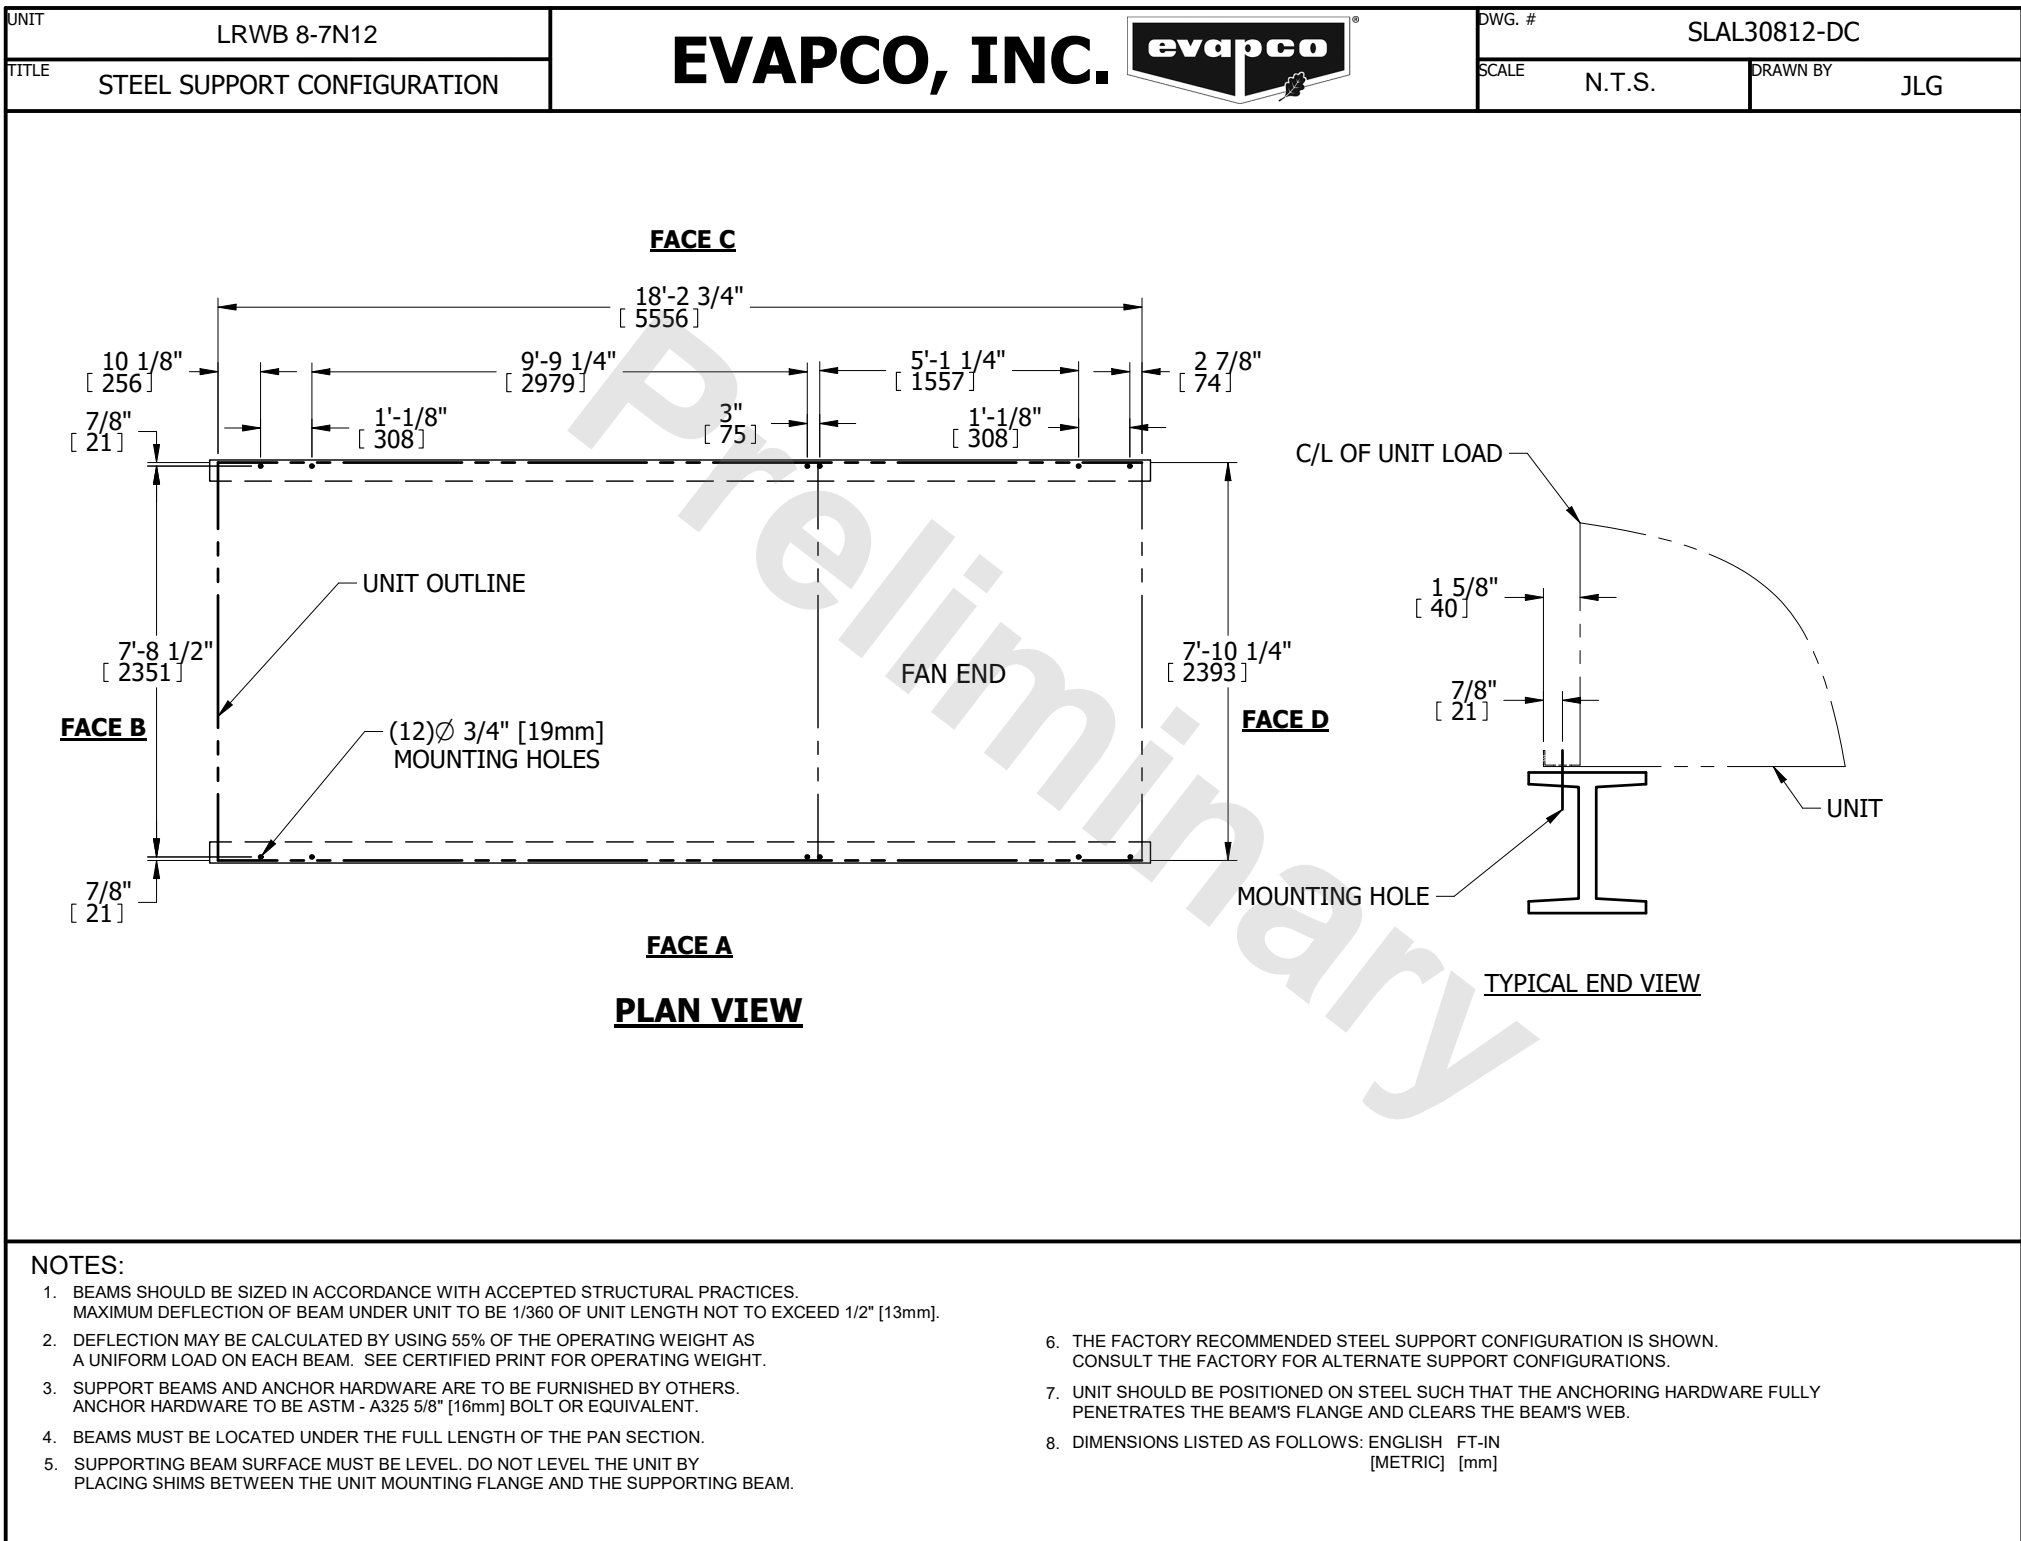 UNIT
LRWB 8-7N12
TITLE
STEEL SUPPORT CONFIGURATION
EVAPCO, INC.
evapco
®
DWG. #
SLAL30812-DC
SCALE
N.T.S.
DRAWN BY
JLG
FACE C
18'-2 3/4"
[ 5556 ]
10 1/8"
[ 256 ]
9'-9 1/4"
[ 2979 ]
5'-1 1/4"
[ 1557 ]
2 7/8"
[ 74 ]
7/8"
[ 21 ]
1'-1/8"
[ 308 ]
3"
[ 75 ]
1'-1/8"
[ 308 ]
C/L OF UNIT LOAD
UNIT OUTLINE
1 5/8"
[ 40 ]
7'-8 1/2"
[ 2351 ]
FAN END
7'-10 1/4"
[ 2393 ]
7/8"
[ 21 ]
FACE B
(12)Ø 3/4" [19mm]
MOUNTING HOLES
FACE D
UNIT
7/8"
[ 21 ]
MOUNTING HOLE
FACE A
PLAN VIEW
TYPICAL END VIEW
Preliminary
NOTES:
1. BEAMS SHOULD BE SIZED IN ACCORDANCE WITH ACCEPTED STRUCTURAL PRACTICES.
MAXIMUM DEFLECTION OF BEAM UNDER UNIT TO BE 1/360 OF UNIT LENGTH NOT TO EXCEED 1/2" [13mm].
2. DEFLECTION MAY BE CALCULATED BY USING 55% OF THE OPERATING WEIGHT AS
A UNIFORM LOAD ON EACH BEAM. SEE CERTIFIED PRINT FOR OPERATING WEIGHT.
3. SUPPORT BEAMS AND ANCHOR HARDWARE ARE TO BE FURNISHED BY OTHERS.
ANCHOR HARDWARE TO BE ASTM - A325 5/8" [16mm] BOLT OR EQUIVALENT.
4. BEAMS MUST BE LOCATED UNDER THE FULL LENGTH OF THE PAN SECTION.
5. SUPPORTING BEAM SURFACE MUST BE LEVEL. DO NOT LEVEL THE UNIT BY
PLACING SHIMS BETWEEN THE UNIT MOUNTING FLANGE AND THE SUPPORTING BEAM.
6. THE FACTORY RECOMMENDED STEEL SUPPORT CONFIGURATION IS SHOWN.
CONSULT THE FACTORY FOR ALTERNATE SUPPORT CONFIGURATIONS.
7. UNIT SHOULD BE POSITIONED ON STEEL SUCH THAT THE ANCHORING HARDWARE FULLY
PENETRATES THE BEAM'S FLANGE AND CLEARS THE BEAM'S WEB.
8. DIMENSIONS LISTED AS FOLLOWS: ENGLISH FT-IN
[METRIC] [mm]